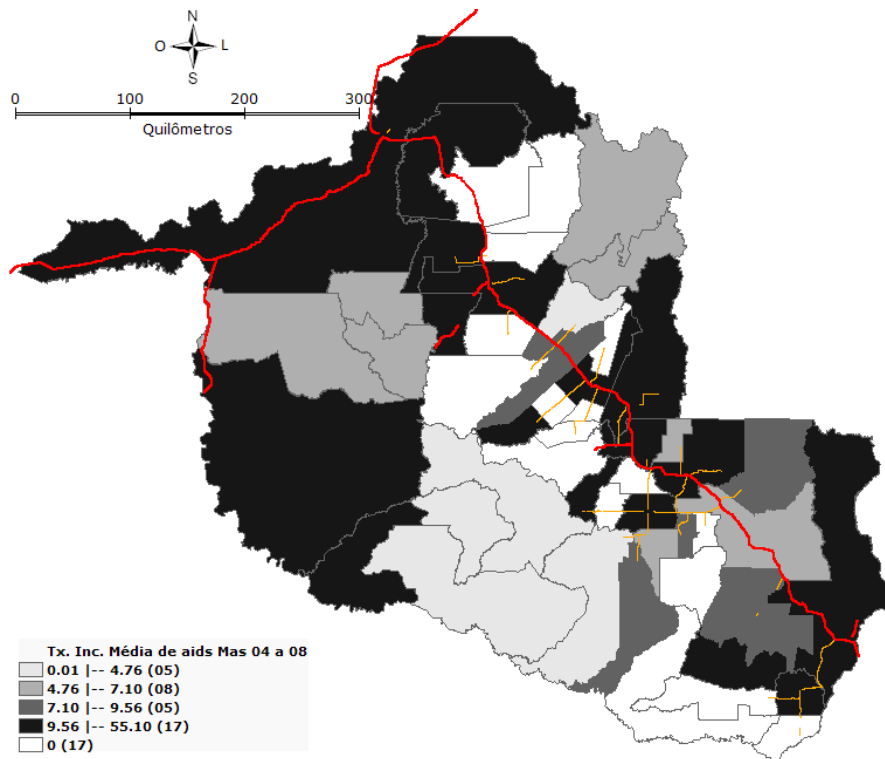 N
O L
S
0 100 200 300
Quilômetros
Tx. Inc. Média de aids Mas 04 a 08
0.01 |-- 4.76 (05)
4.76 |-- 7.10 (08)
7.10 |-- 9.56 (05)
9.56 |-- 55.10 (17)
0 (17)